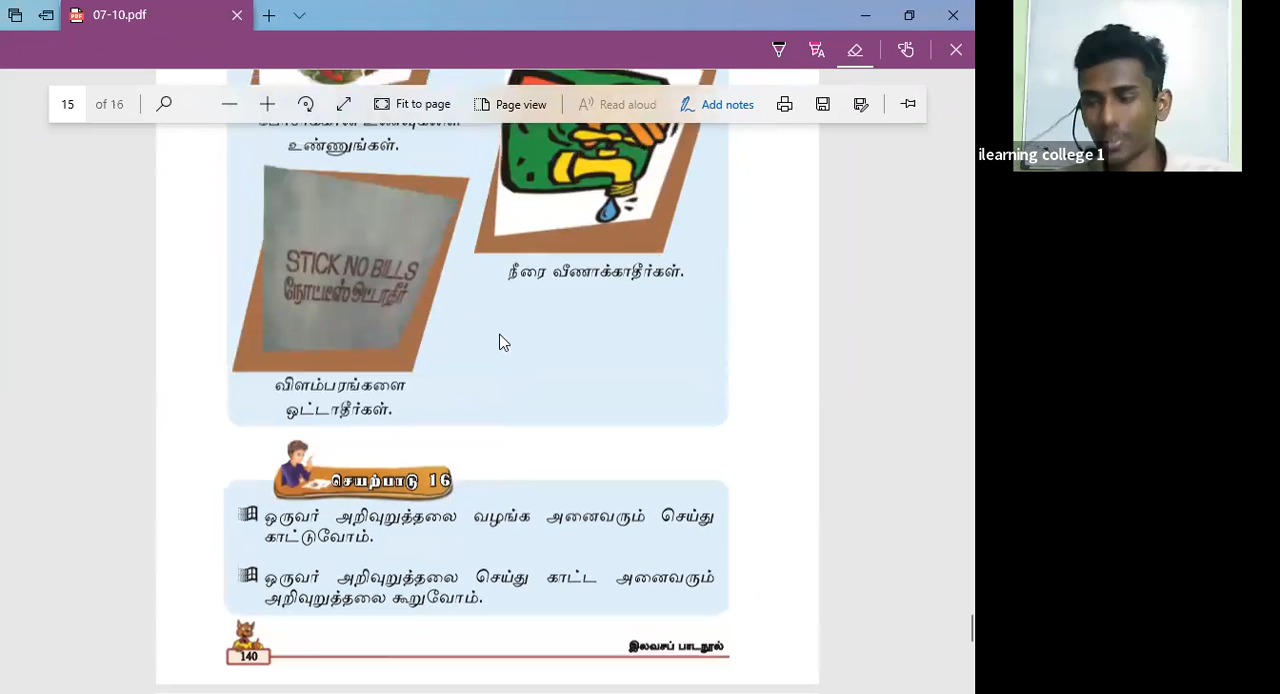 07-10.pdf
15 of 16
Fit to page
Page view
Read aloud
Add notes
ilearning college 1
உண்ணுங்கள்.
STICK NO BILLS
நோட்டீஸ் ஒட்டாதீர்
நீரை வீணாக்காதீர்கள்.
விளம்பரங்களை
ஒட்டாதீர்கள்.
செயற்பாடு 16
ஒருவர் அறிவுறுத்தலை வழங்க அனைவரும் செய்து
காட்டுவோம்.
ஒருவர் அறிவுறுத்தலை செய்து காட்ட அனைவரும்
அறிவுறுத்தலை கூறுவோம்.
140
இலவசப் பாடநூல்